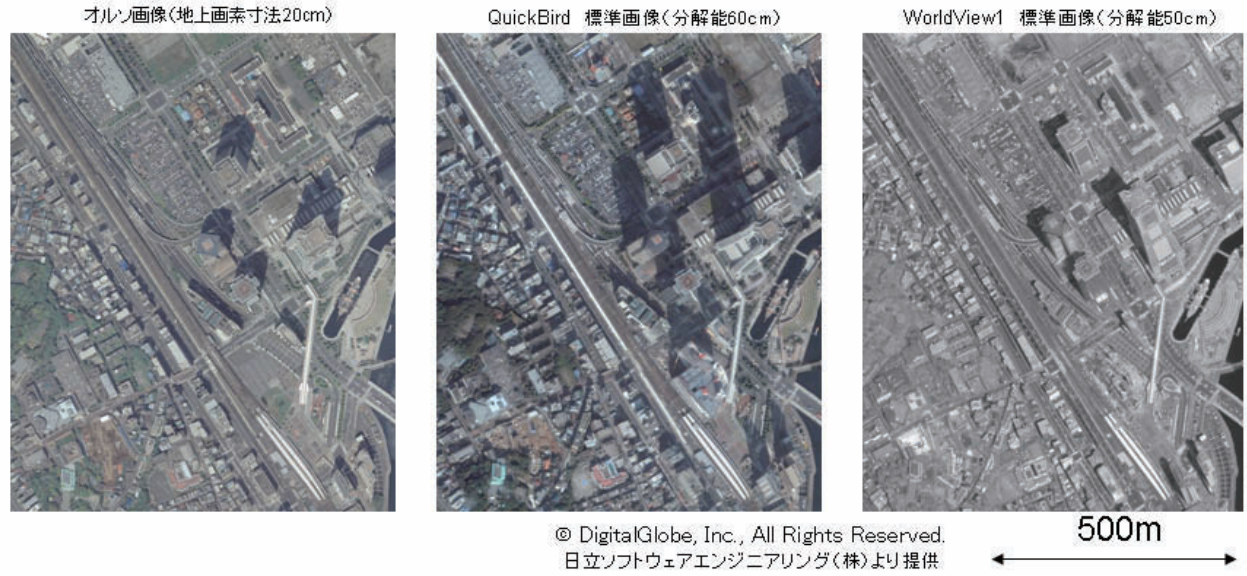 オルソ画像(地上画素寸法20cm)
QuickBird 標準画像(分解能60cm)
WorldView1 標準画像(分解能50cm)
© DigitalGlobe, Inc., All Rights Reserved.
日立ソフトウェアエンジニアリング(株)より提供
500m